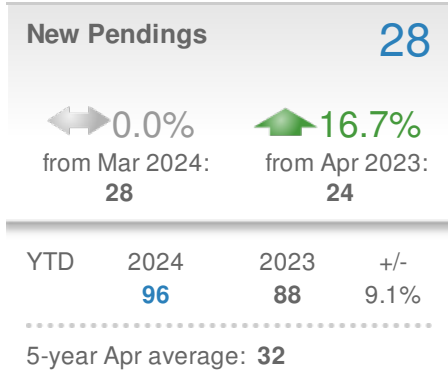 New Pendings 28
0.0% 16.7%
from Mar 2024: from Apr 2023:
28 24
YTD 2024 2023 +/-
96 88 9.1%
5-year Apr average: 32